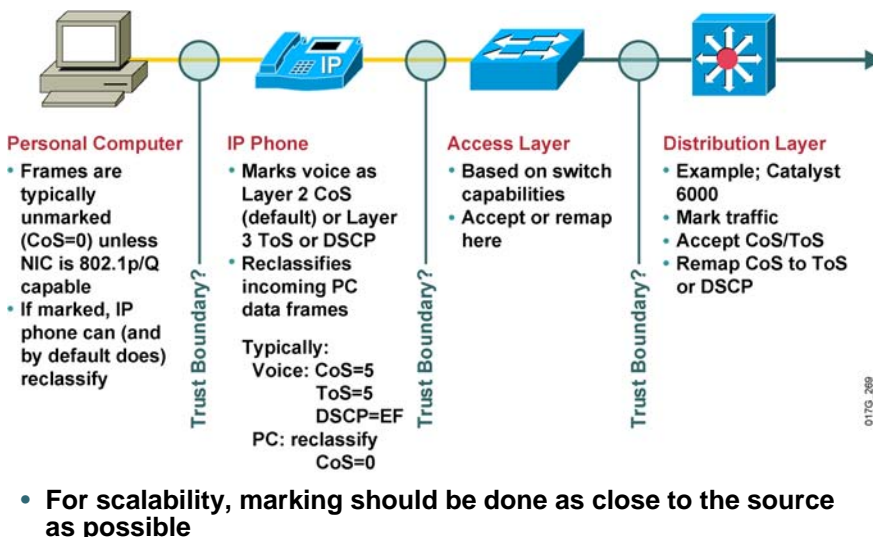 IP
Personal Computer
• Frames are
typically
unmarked
(CoS=0) unless
NIC is 802.1p/Q
capable
• If marked, IP
phone can (and
by default does)
reclassify
Trust Boundary?
IP Phone
• Marks voice as
Layer 2 CoS
(default) or Layer
3 ToS or DSCP
• Reclassifies
incoming PC
data frames
Typically:
Voice: CoS=5
ToS=5
DSCP=EF
PC: reclassify
CoS=0
Trust Boundary?
Access Layer
• Based on switch
capabilities
• Accept or remap
here
Trust Boundary?
Distribution Layer
• Example; Catalyst
6000
• Mark traffic
• Accept CoS/ToS
• Remap CoS to ToS
or DSCP
017G_269
• For scalability, marking should be done as close to the source
as possible